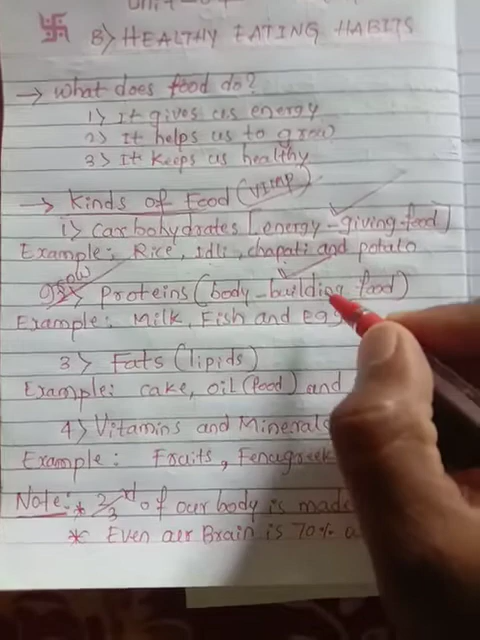 B) HEALTHY EATING HABITS
→ What does food do?
1) It gives us energy
2) It helps us to grow
3) It keeps us healthy
→ Kinds of Food (VIMP)
1) Carbohydrates [energy-giving-food]
Example: Rice, Idli, chapati and potato
grow
2) Proteins (body-building food)
Example: Milk, Fish and egg
3) Fats (lipids)
Example: cake, oil (food) and
4) Vitamins and Minerals
Example: Fruits, Fenugreek
Note: * 2/3rd of our body is made
* Even our Brain is 70%